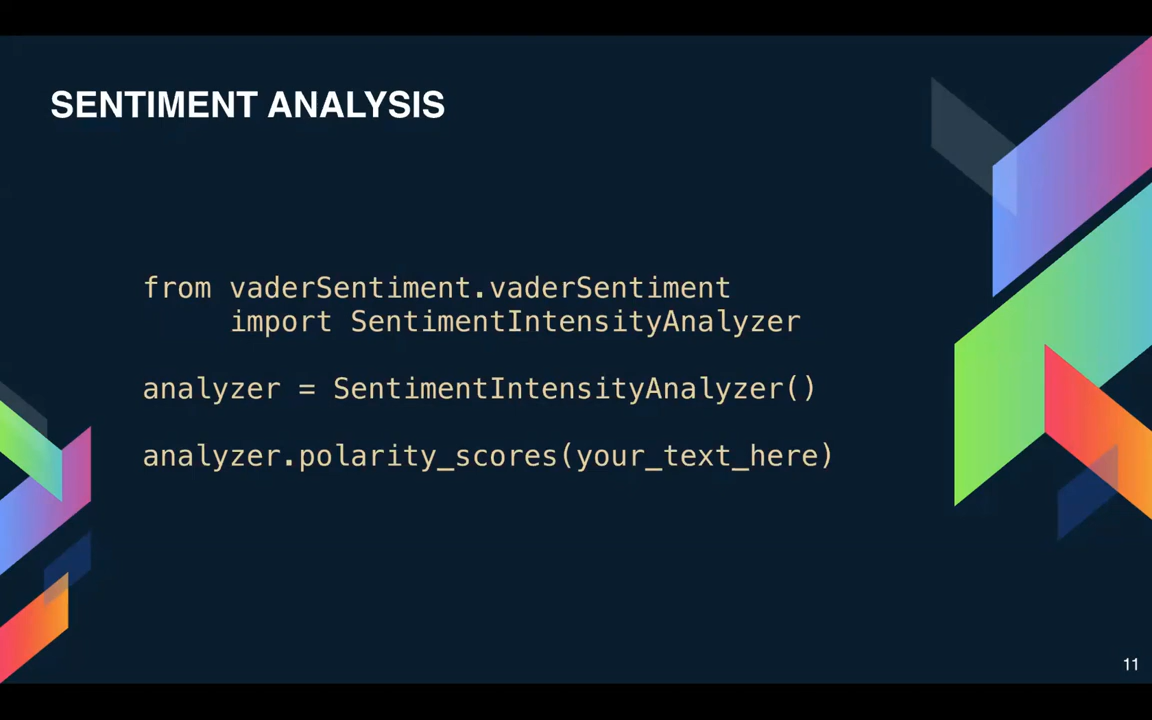 SENTIMENT ANALYSIS
from vaderSentiment.vaderSentiment
     import SentimentIntensityAnalyzer
analyzer = SentimentIntensityAnalyzer()
analyzer.polarity_scores(your_text_here)
11